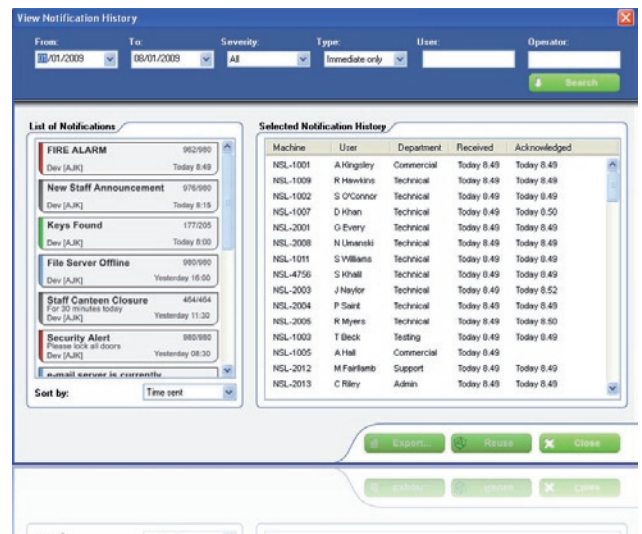 View Notification History
From: To: Severity: Type: User: Operator:
01/01/2009 08/01/2009 All Immediate only
Search
List of Notifications
FIRE ALARM 962/980
Dev [AJK] Today 8:49
New Staff Announcement 976/980
Dev [AJK] Today 8:15
Keys Found 177/205
Dev [AJK] Today 8:00
File Server Offline 980/980
Dev [AJK] Yesterday 16:00
Staff Canteen Closure 464/464
For 30 minutes today
Dev [AJK] Yesterday 11:30
Security Alert 980/980
Please lock all doors
Dev [AJK] Yesterday 08:30
e-mail server is currently
Sort by: Time sent
Selected Notification History
Machine User Department Received Acknowledged
NSL-1001 A Kingsley Commercial Today 8.49 Today 8.49
NSL-1009 R Hawkins Technical Today 8.49 Today 8.49
NSL-1002 S O'Connor Technical Today 8.49 Today 8.49
NSL-1007 D Khan Technical Today 8.49 Today 8.50
NSL-2001 G Every Technical Today 8.49 Today 8.49
NSL-2008 N Umanski Technical Today 8.49 Today 8.49
NSL-1011 S Williams Technical Today 8.49 Today 8.49
NSL-4756 S Khalil Technical Today 8.49 Today 8.49
NSL-2003 J Naylor Technical Today 8.49 Today 8.52
NSL-2004 P Saint Technical Today 8.49 Today 8.49
NSL-2005 R Myers Technical Today 8.49 Today 8.50
NSL-1003 T Beck Testing Today 8.49 Today 8.49
NSL-1005 A Hall Commercial Today 8.49
NSL-2012 M Fairllamb Support Today 8.49 Today 8.49
NSL-2013 C Riley Admin Today 8.49 Today 8.49
Export... Reuse Close